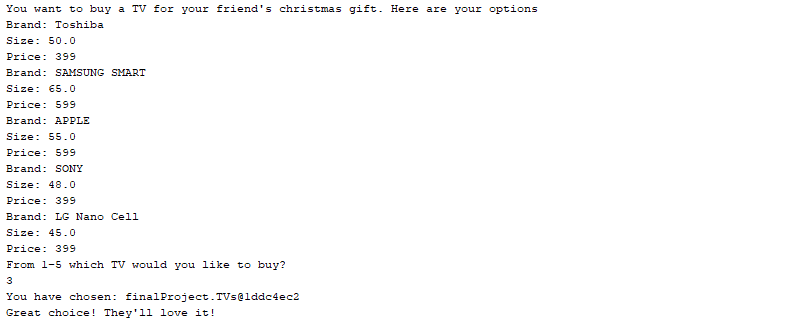 You want to buy a TV for your friend's christmas gift. Here are your options
Brand: Toshiba
Size: 50.0
Price: 399
Brand: SAMSUNG SMART
Size: 65.0
Price: 599
Brand: APPLE
Size: 55.0
Price: 599
Brand: SONY
Size: 48.0
Price: 399
Brand: LG Nano Cell
Size: 45.0
Price: 399
From 1-5 which TV would you like to buy?
3
You have chosen: finalProject.TVs@1ddc4ec2
Great choice! They'll love it!